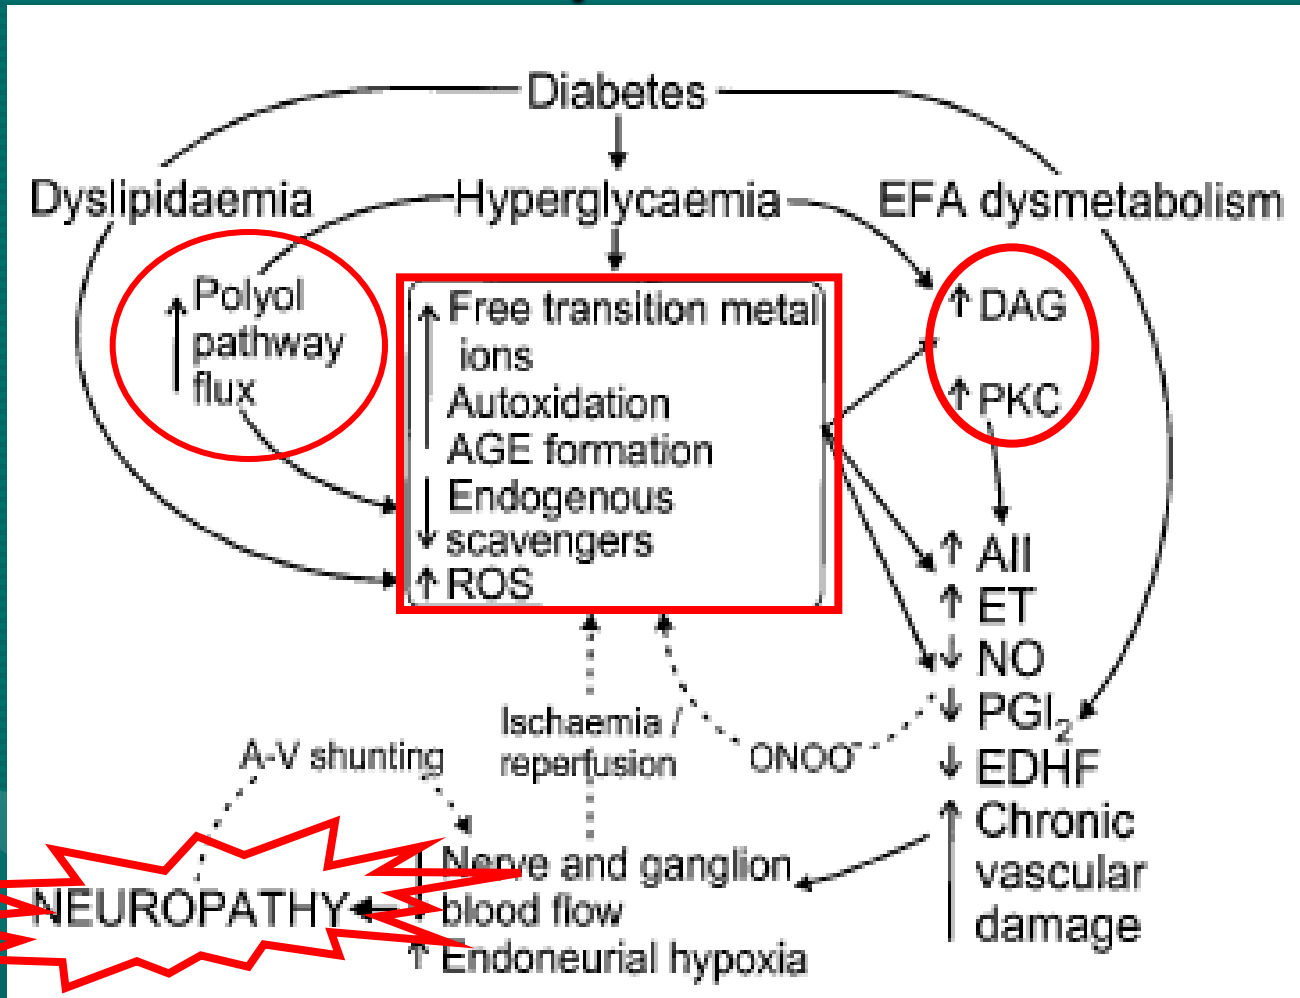 Diabetes
Dyslipidaemia
Hyperglycaemia
EFA dysmetabolism
↑ Polyol
pathway
flux
↑ Free transition metal
ions
Autoxidation
AGE formation
↓ Endogenous
scavengers
↑ ROS
↑ DAG
↑ PKC
↑ AII
↑ ET
↓ NO
↓ PGI₂
↓ EDHF
↑ Chronic
vascular
damage
Ischaemia /
reperfusion
ONOO⁻
A-V shunting
↓ Nerve and ganglion
blood flow
↑ Endoneurial hypoxia
NEUROPATHY